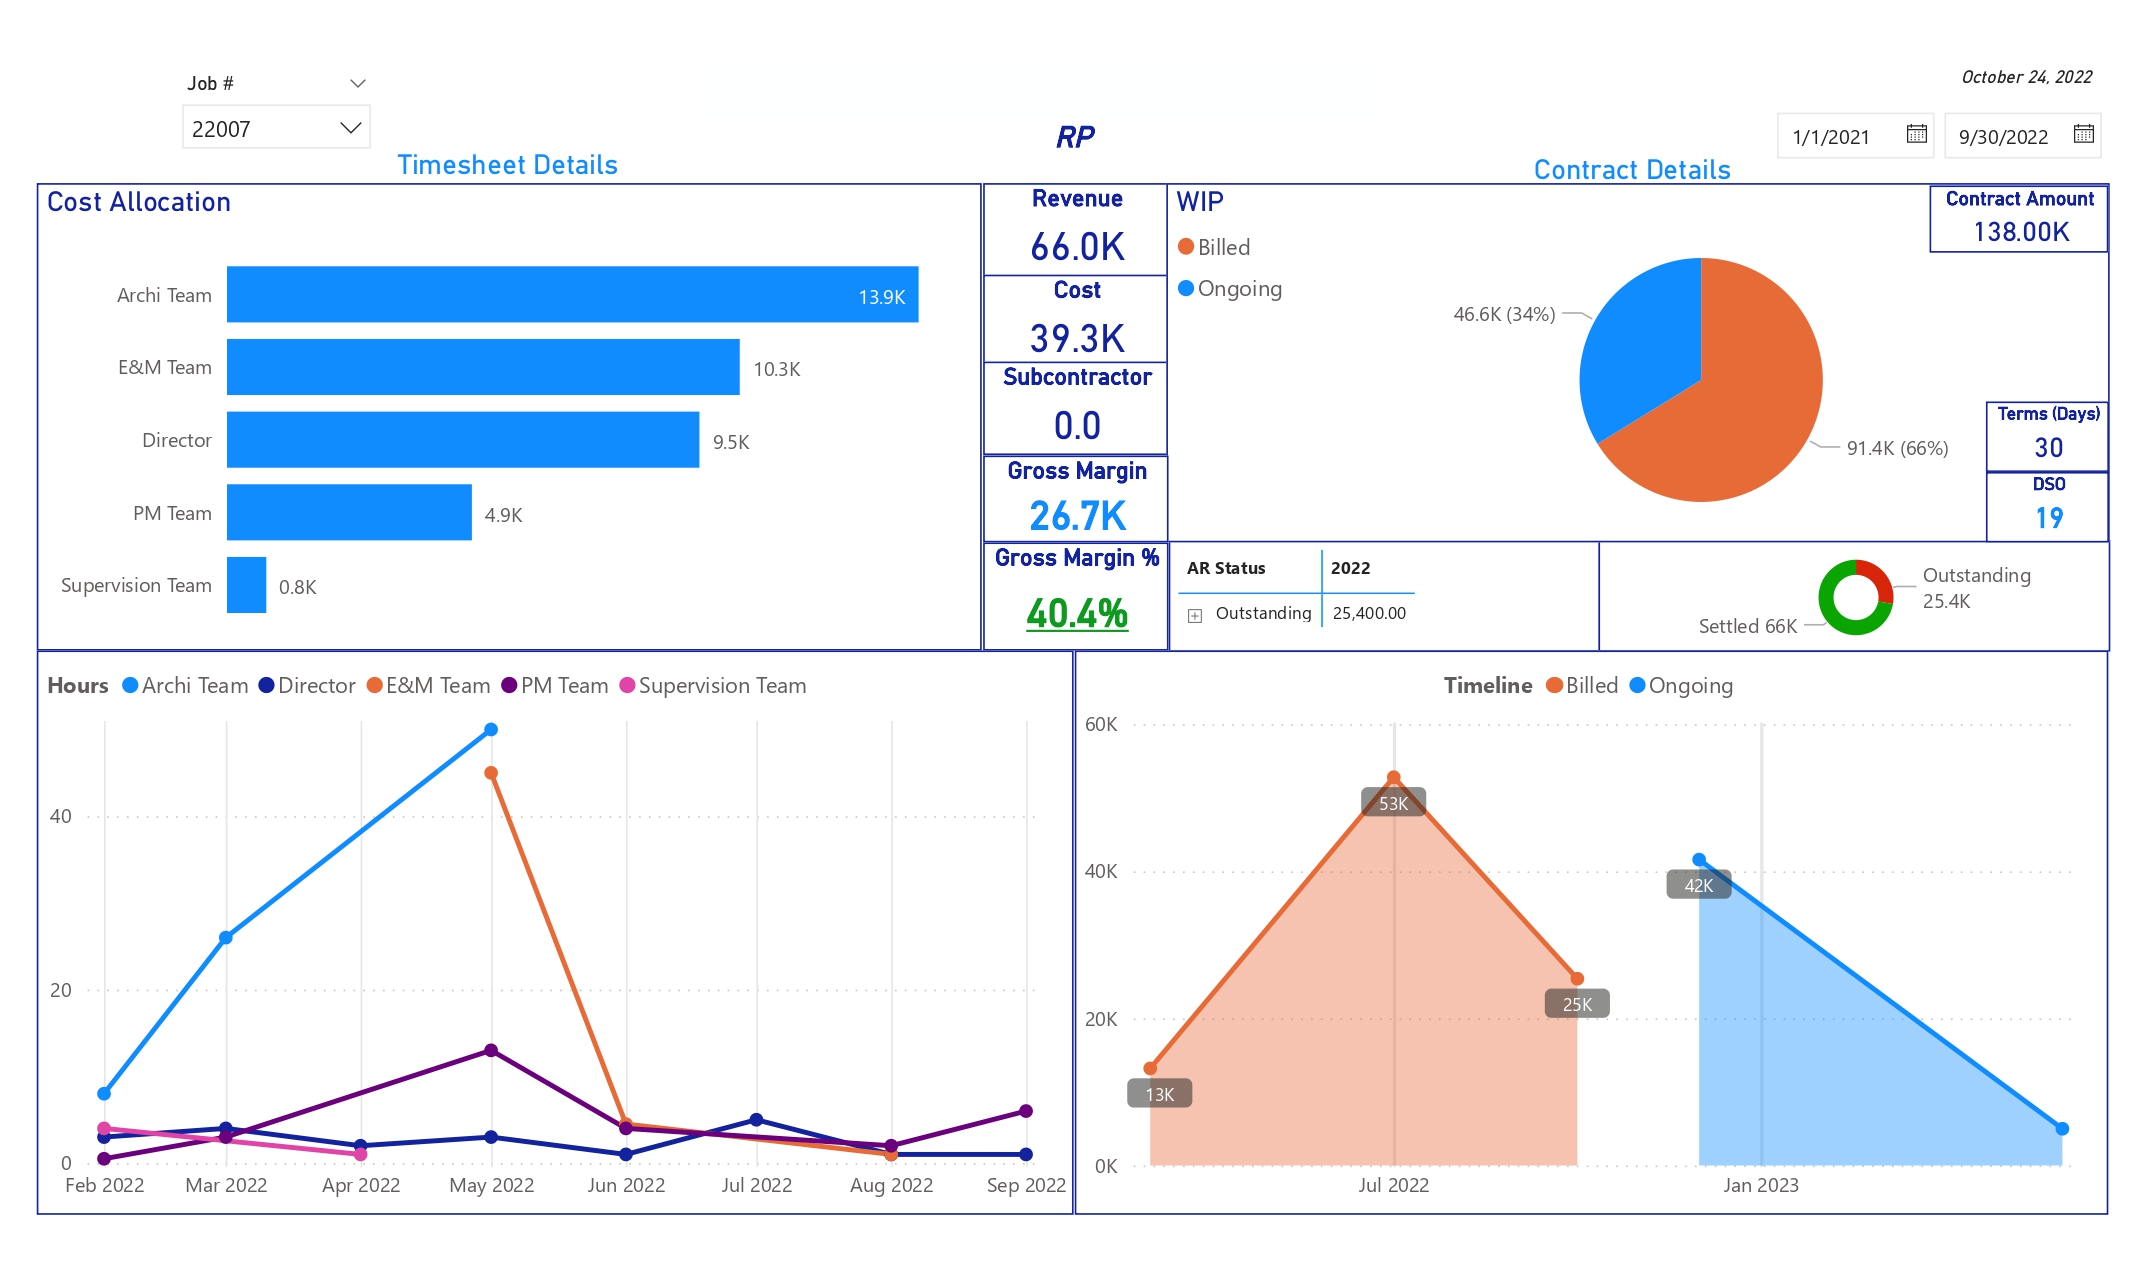 Job #
22007
October 24, 2022
1/1/2021
9/30/2022
RP
Timesheet Details
Contract Details
Cost Allocation
Archi Team
13.9K
E&M Team
10.3K
Director
9.5K
PM Team
4.9K
Supervision Team
0.8K
Revenue
66.0K
Cost
39.3K
Subcontractor
0.0
Gross Margin
26.7K
Gross Margin %
40.4%
WIP
Billed
Ongoing
46.6K (34%)
91.4K (66%)
Contract Amount
138.00K
Terms (Days)
30
DSO
19
AR Status 2022
Outstanding 25,400.00
Outstanding
25.4K
Settled 66K
Hours Archi Team Director E&M Team PM Team Supervision Team
40
20
0
Feb 2022 Mar 2022 Apr 2022 May 2022 Jun 2022 Jul 2022 Aug 2022 Sep 2022
Timeline Billed Ongoing
60K
40K
20K
0K
53K
42K
25K
13K
Jul 2022 Jan 2023